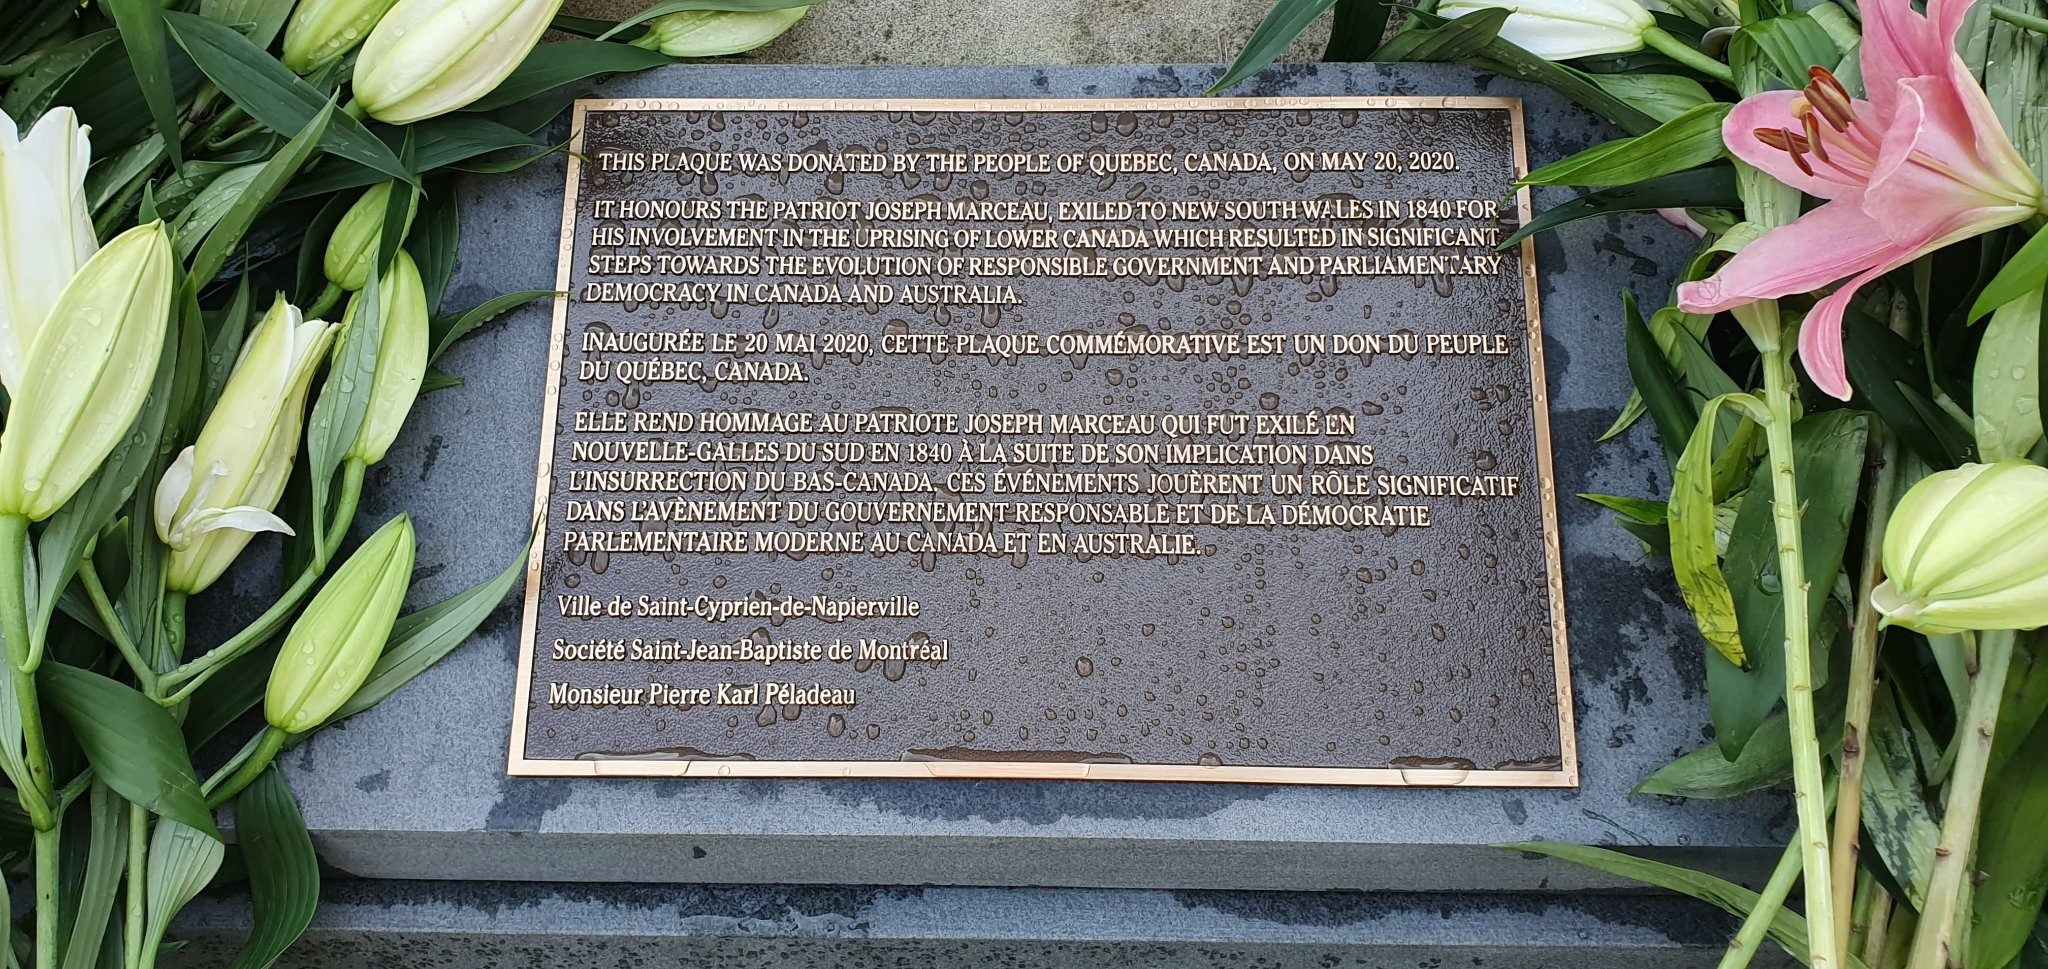 THIS PLAQUE WAS DONATED BY THE PEOPLE OF QUEBEC, CANADA, ON MAY 20, 2020.
IT HONOURS THE PATRIOT JOSEPH MARCEAU, EXILED TO NEW SOUTH WALES IN 1840 FOR
HIS INVOLVEMENT IN THE UPRISING OF LOWER CANADA WHICH RESULTED IN SIGNIFICANT
STEPS TOWARDS THE EVOLUTION OF RESPONSIBLE GOVERNMENT AND PARLIAMENTARY
DEMOCRACY IN CANADA AND AUSTRALIA.
INAUGURÉE LE 20 MAI 2020, CETTE PLAQUE COMMÉMORATIVE EST UN DON DU PEUPLE
DU QUÉBEC, CANADA.
ELLE REND HOMMAGE AU PATRIOTE JOSEPH MARCEAU QUI FUT EXILÉ EN
NOUVELLE-GALLES DU SUD EN 1840 À LA SUITE DE SON IMPLICATION DANS
L'INSURRECTION DU BAS-CANADA. CES ÉVÉNEMENTS JOUÈRENT UN RÔLE SIGNIFICATIF
DANS L'AVÈNEMENT DU GOUVERNEMENT RESPONSABLE ET DE LA DÉMOCRATIE
PARLEMENTAIRE MODERNE AU CANADA ET EN AUSTRALIE.
Ville de Saint-Cyprien-de-Napierville
Société Saint-Jean-Baptiste de Montréal
Monsieur Pierre Karl Péladeau